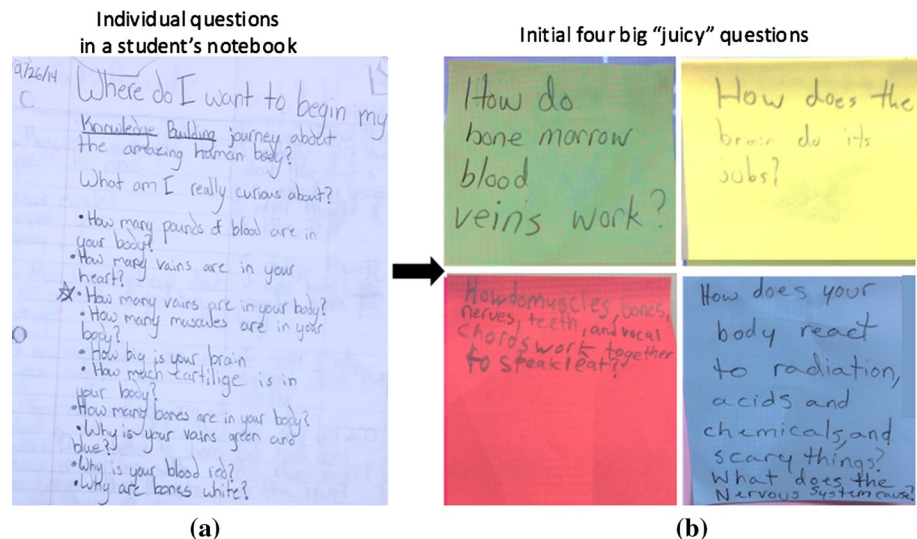 Individual questions
in a student's notebook
9/26/14
C
Where do I want to begin my
Knowledge Building journey about
the amazing human body?
What am I really curious about?
• How many pounds of blood are in
your body?
• How many vains are in your
heart?
• How many vains are in your body?
• How many muscules are in your
body?
• How big is your brain
• How mach cartilige is in
your body?
• How many bones are in your body?
• Why is your vains green and
blue?
• Why is your blood red?
• Why are bones white?
(a)
Initial four big "juicy" questions
How do
bone marrow
blood
veins work?
How does the
brain do its
jobs?
How do muscles, bones,
nerves, teeth, and vocal
chords work together
to speak/eat?
How does your
body react
to radiation,
acids and
chemicals, and
scary things?
What does the
Nervous System cause?
(b)